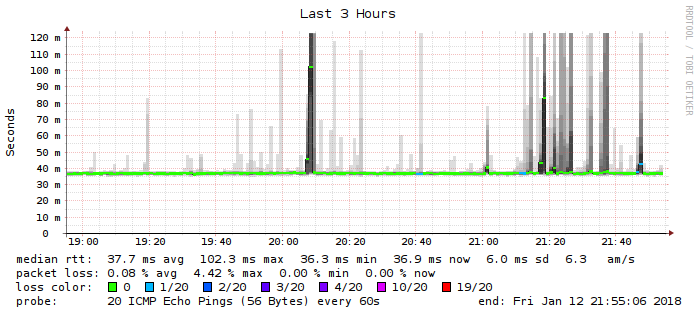 Last 3 Hours
RRDTOOL / TOBI OETIKER
Seconds
120 m
110 m
100 m
90 m
80 m
70 m
60 m
50 m
40 m
30 m
20 m
10 m
0
19:00 19:20 19:40 20:00 20:20 20:40 21:00 21:20 21:40
median rtt: 37.7 ms avg 102.3 ms max 36.3 ms min 36.9 ms now 6.0 ms sd 6.3 am/s
packet loss: 0.08 % avg 4.42 % max 0.00 % min 0.00 % now
loss color: 0 1/20 2/20 3/20 4/20 10/20 19/20
probe: 20 ICMP Echo Pings (56 Bytes) every 60s end: Fri Jan 12 21:55:06 2018